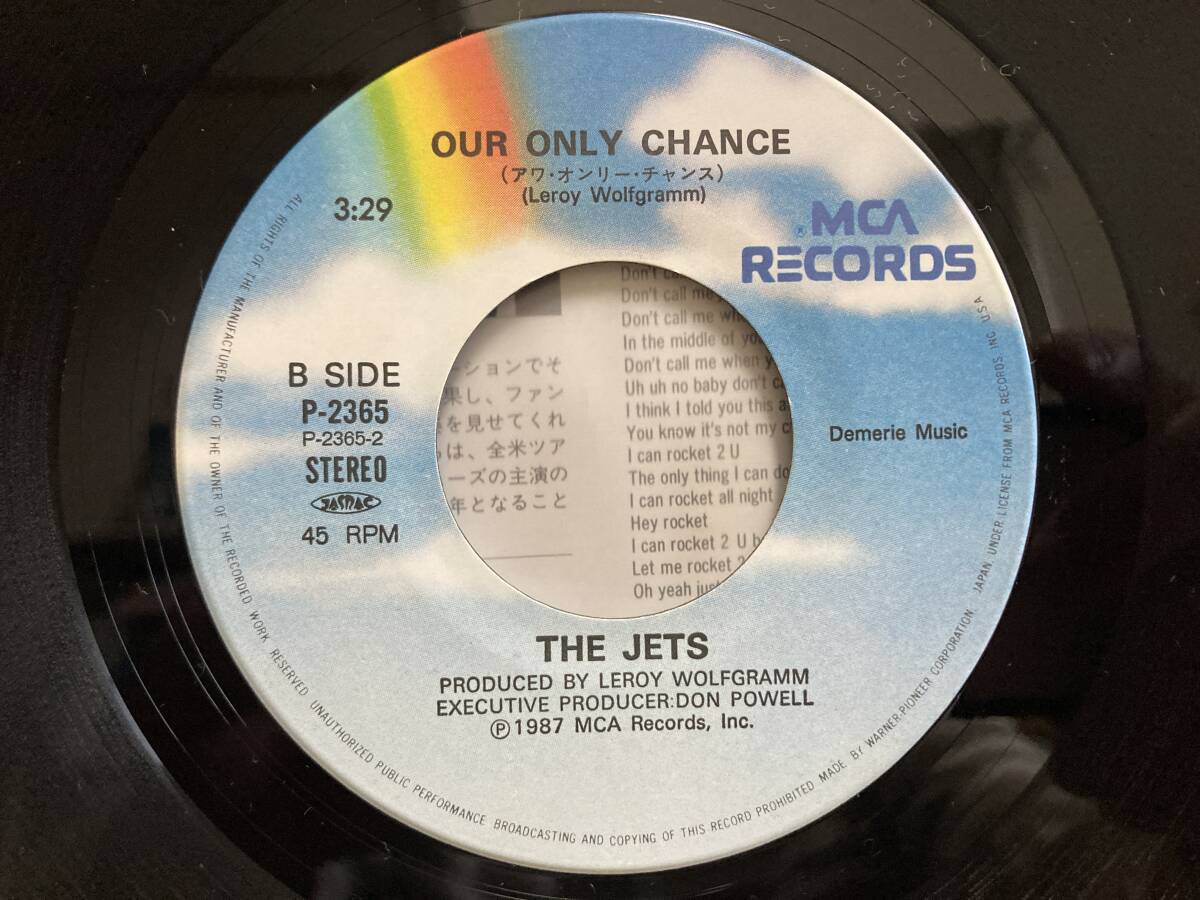 OUR ONLY CHANCE
(アワ・オンリー・チャンス)
(Leroy Wolfgramm)
3:29
® MCA
RECORDS
B SIDE
P-2365
P-2365-2
STEREO
JASRAC
45 RPM
Demerie Music
THE JETS
PRODUCED BY LEROY WOLFGRAMM
EXECUTIVE PRODUCER:DON POWELL
Ⓟ1987 MCA Records, Inc.
ALL RIGHTS OF THE MANUFACTURER AND OF THE OWNER OF THE RECORDED WORK RESERVED UNAUTHORIZED PUBLIC PERFORMANCE BROADCASTING AND COPYING OF THIS RECORD PROHIBITED MADE BY WARNER-PIONEER CORPORATION, JAPAN, UNDER LICENSE FROM MCA RECORDS INC. USA
ションでそ
果し、ファン
を見せてくれ
は、全米ツア
ーズの主演の
年となること
Don't
Don't call me
Don't call me
In the middle of
Don't call me when
Uh uh no baby don't
I think I told you this
You know it's not my
I can rocket 2 U
The only thing I can do
I can rocket all night
Hey rocket
I can rocket 2 U
Let me rocket
Oh yeah